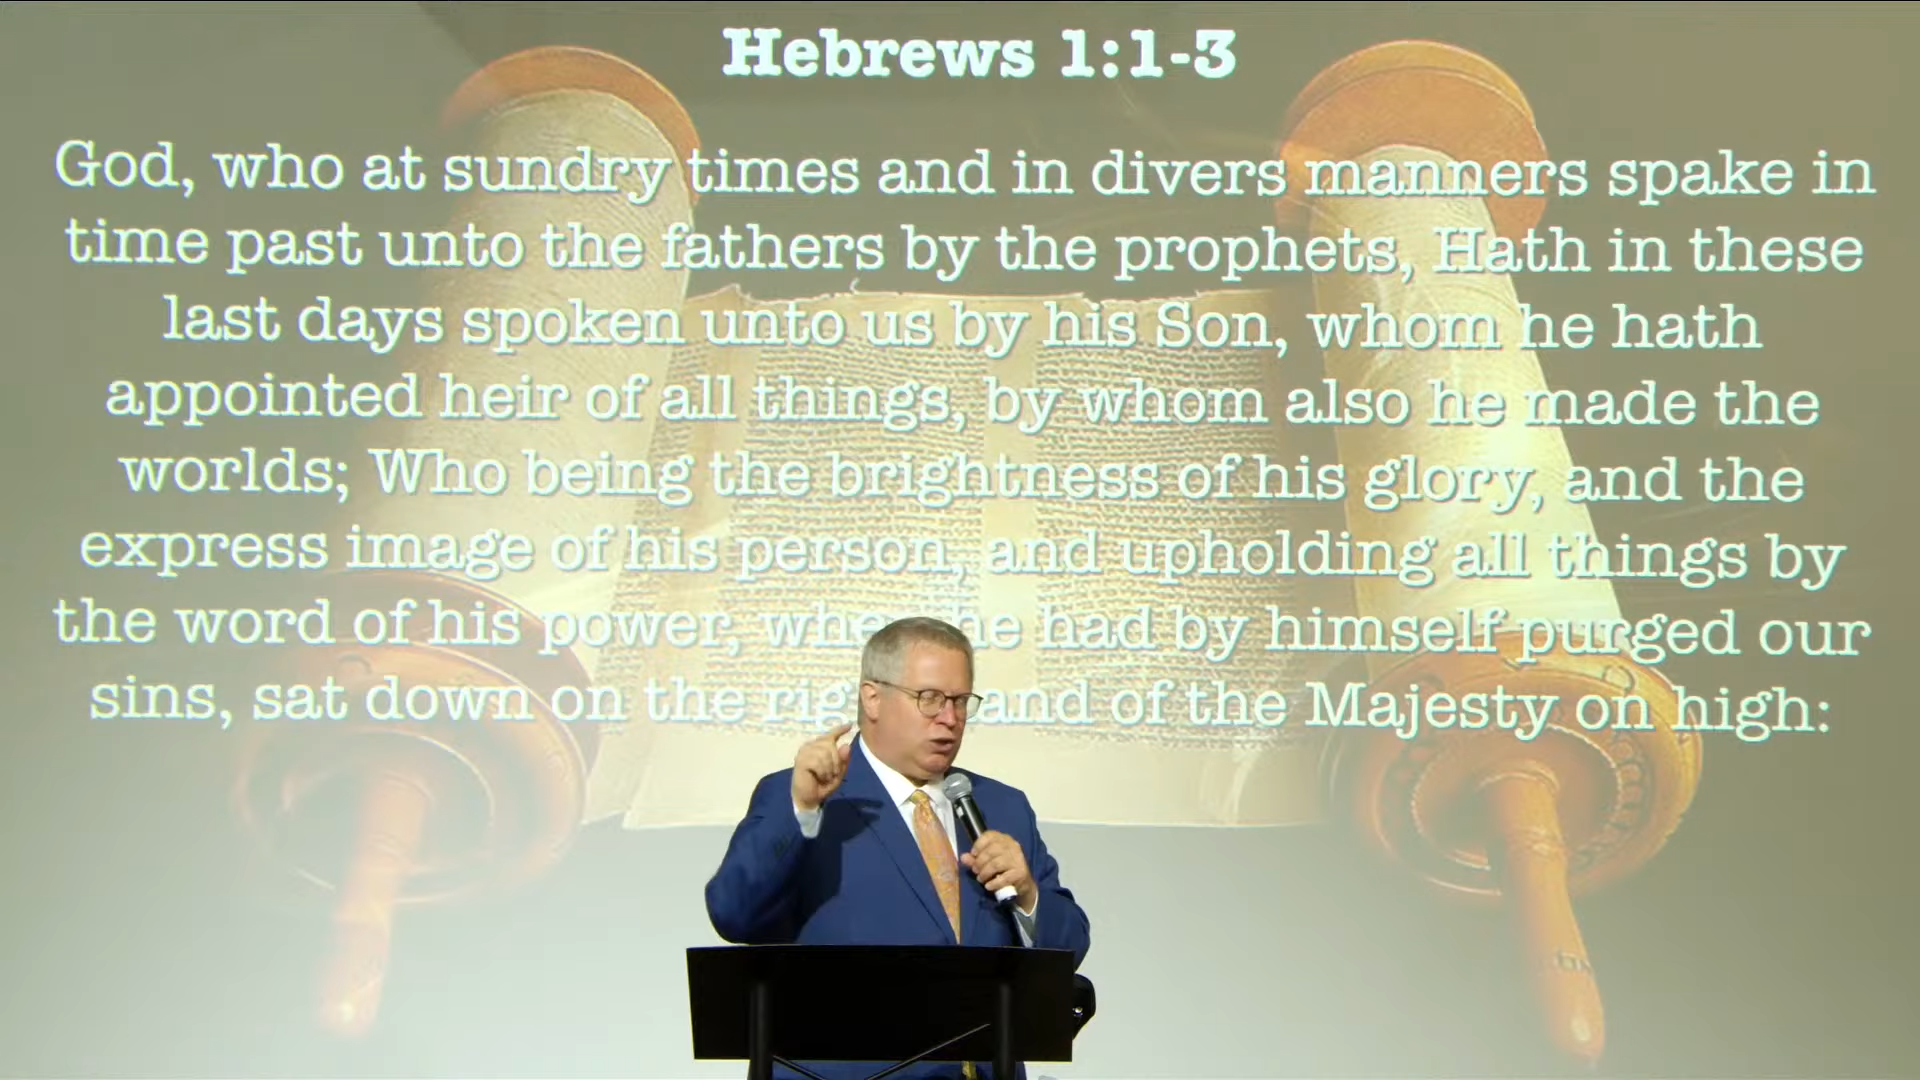 Hebrews 1:1-3
God, who at sundry times and in divers manners spake in
time past unto the fathers by the prophets, Hath in these
last days spoken unto us by his Son, whom he hath
appointed heir of all things, by whom also he made the
worlds; Who being the brightness of his glory, and the
express image of his person, and upholding all things by
the word of his power, when he had by himself purged our
sins, sat down on the right hand of the Majesty on high: